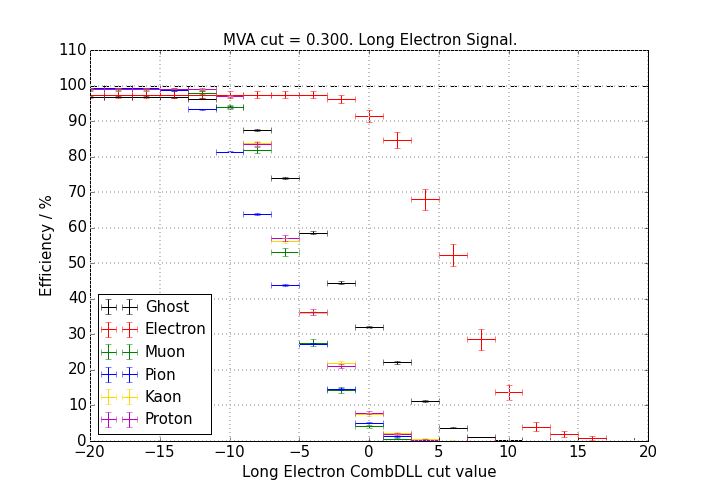 MVA cut = 0.300. Long Electron Signal.
110
100
90
80
70
60
50
40
30
20
10
0
Efficiency / %
Ghost
Electron
Muon
Pion
Kaon
Proton
−20 −15 −10 −5 0 5 10 15 20
Long Electron CombDLL cut value